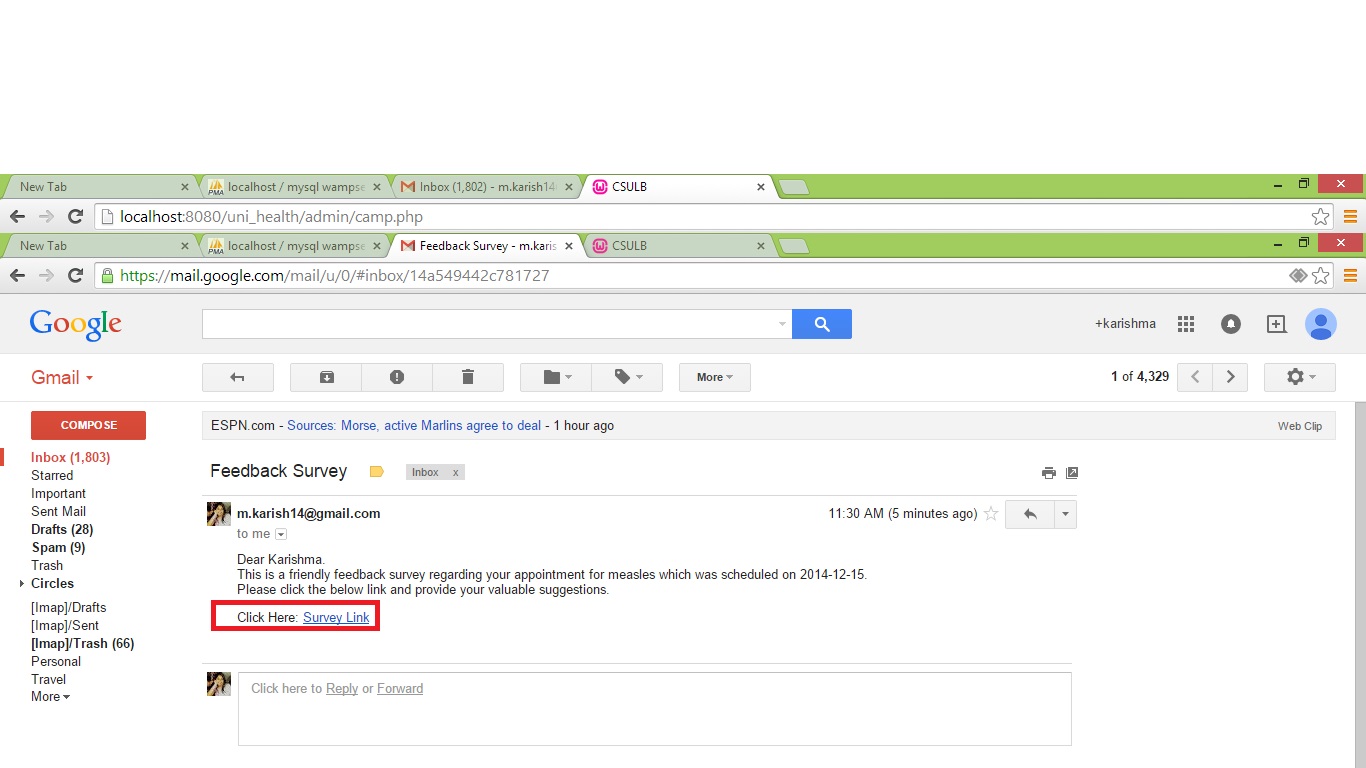 New Tab localhost / mysql wampse Inbox (1,802) - m.karish14 CSULB
localhost:8080/uni_health/admin/camp.php
New Tab localhost / mysql wampse Feedback Survey - m.karis CSULB
https://mail.google.com/mail/u/0/#inbox/14a549442c781727
Google +karishma
Gmail More 1 of 4,329
COMPOSE
ESPN.com - Sources: Morse, active Marlins agree to deal - 1 hour ago Web Clip
Inbox (1,803)
Starred
Important
Sent Mail
Drafts (28)
Spam (9)
Trash
Circles
[Imap]/Drafts
[Imap]/Sent
[Imap]/Trash (66)
Personal
Travel
More
Feedback Survey Inbox x
m.karish14@gmail.com 11:30 AM (5 minutes ago)
to me
Dear Karishma.
This is a friendly feedback survey regarding your appointment for measles which was scheduled on 2014-12-15.
Please click the below link and provide your valuable suggestions.
Click Here: Survey Link
Click here to Reply or Forward